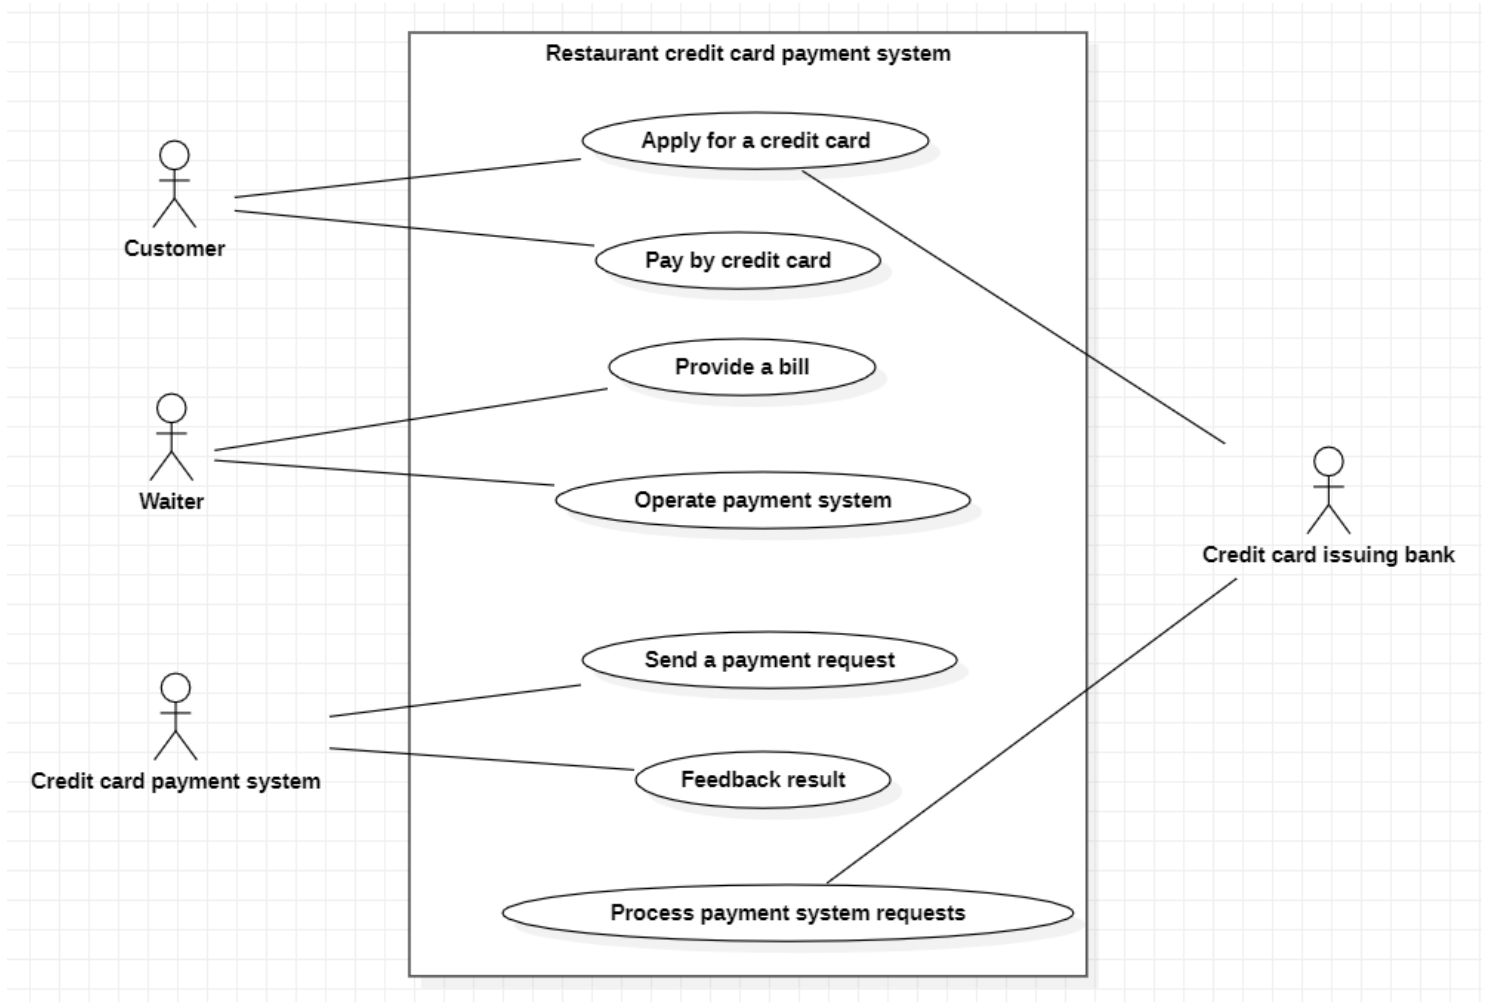 Restaurant credit card payment system
Apply for a credit card
Customer
Pay by credit card
Provide a bill
Waiter
Operate payment system
Credit card issuing bank
Send a payment request
Credit card payment system
Feedback result
Process payment system requests